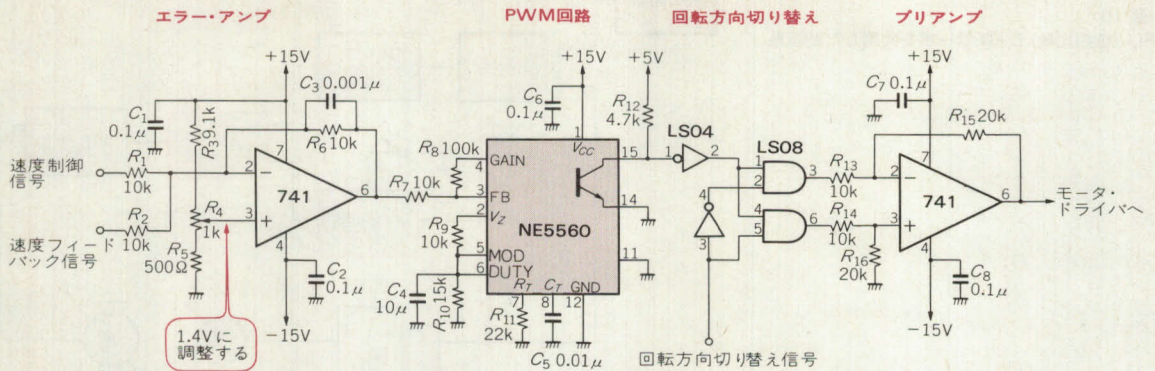 エラー・アンプ
PWM回路
回転方向切り替え
プリアンプ
+15V
C3 0.001μ
C1
0.1μ
R3 9.1k
R6 10k
速度制御
信号
R1
10k
R2
10k
速度フィード
バック信号
R4
1k
R5
500Ω
2
3
7
4
6
−
+
741
C2
0.1μ
−15V
1.4Vに
調整する
R7 10k
R8 100k
+15V
C6
0.1μ
1
VCC
4
GAIN
3
FB
2
VZ
R9
10k
5
MOD
6
DUTY
NE5560
15
14
11
RT
CT
GND
7
8
12
C4
10μ
R10 15k
R11
22k
C5 0.01μ
+5V
R12
4.7k
LS04
1
2
LS08
1
2
3
4
3
4
5
6
回転方向切り替え信号
R13
10k
R14
10k
R16
20k
+15V
C7 0.1μ
R15 20k
2
3
7
4
6
−
+
741
C8
0.1μ
−15V
モータ・
ドライバへ